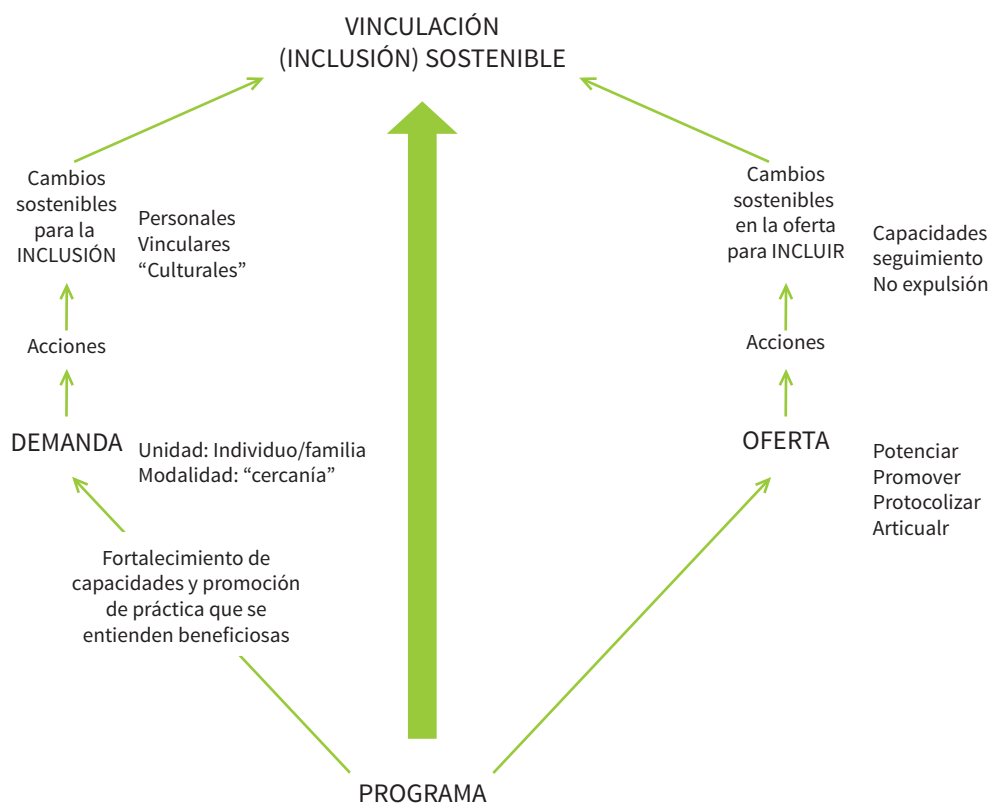 VINCULACIÓN
(INCLUSIÓN) SOSTENIBLE
Cambios
sostenibles
para la
INCLUSIÓN
Personales
Vinculares
“Culturales”
Cambios
sostenibles
en la oferta
para INCLUIR
Capacidades
seguimiento
No expulsión
Acciones
Acciones
DEMANDA
Unidad: Individuo/familia
Modalidad: “cercanía”
OFERTA
Potenciar
Promover
Protocolizar
Articualr
Fortalecimiento de
capacidades y promoción
de práctica que se
entienden beneficiosas
PROGRAMA